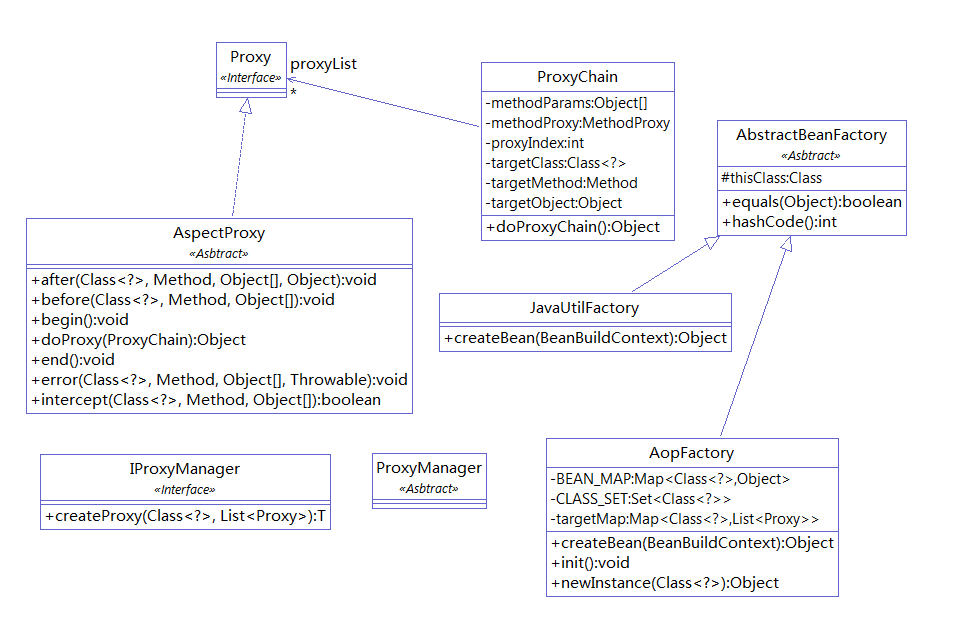 Proxy
«Interface»
proxyList
*
ProxyChain
-methodParams:Object[]
-methodProxy:MethodProxy
-proxyIndex:int
-targetClass:Class<?>
-targetMethod:Method
-targetObject:Object
+doProxyChain():Object
AbstractBeanFactory
«Asbtract»
#thisClass:Class
+equals(Object):boolean
+hashCode():int
AspectProxy
«Asbtract»
+after(Class<?>, Method, Object[], Object):void
+before(Class<?>, Method, Object[]):void
+begin():void
+doProxy(ProxyChain):Object
+end():void
+error(Class<?>, Method, Object[], Throwable):void
+intercept(Class<?>, Method, Object[]):boolean
JavaUtilFactory
+createBean(BeanBuildContext):Object
IProxyManager
«Interface»
+createProxy(Class<?>, List<Proxy>):T
ProxyManager
«Asbtract»
AopFactory
-BEAN_MAP:Map<Class<?>,Object>
-CLASS_SET:Set<Class<?>>
-targetMap:Map<Class<?>,List<Proxy>>
+createBean(BeanBuildContext):Object
+init():void
+newInstance(Class<?>):Object